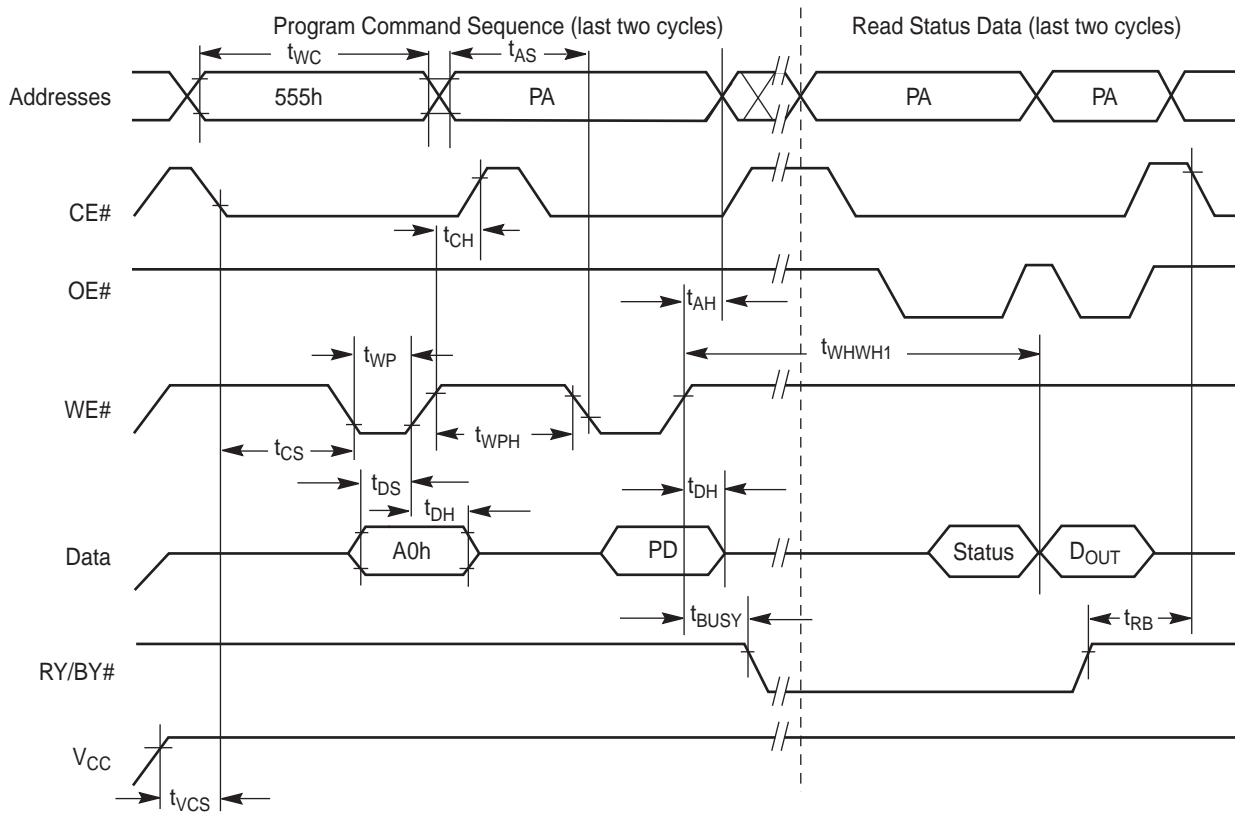 Program Command Sequence (last two cycles)
Read Status Data (last two cycles)
tWC
tAS
Addresses
555h
PA
PA
PA
CE#
tCH
OE#
tAH
tWP
tWHWH1
WE#
tCS
tWPH
tDS
tDH
tDH
Data
A0h
PD
Status
DOUT
tBUSY
tRB
RY/BY#
VCC
tVCS